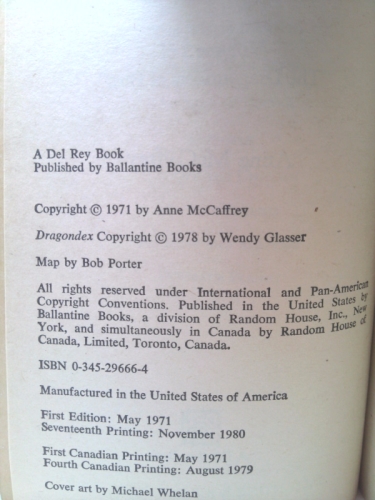 A Del Rey Book
Published by Ballantine Books
Copyright © 1971 by Anne McCaffrey
Dragondex Copyright © 1978 by Wendy Glasser
Map by Bob Porter
All rights reserved under International and Pan-American
Copyright Conventions. Published in the United States by
Ballantine Books, a division of Random House, Inc., New
York, and simultaneously in Canada by Random House of
Canada, Limited, Toronto, Canada.
ISBN 0-345-29666-4
Manufactured in the United States of America
First Edition: May 1971
Seventeenth Printing: November 1980
First Canadian Printing: May 1971
Fourth Canadian Printing: August 1979
Cover art by Michael Whelan